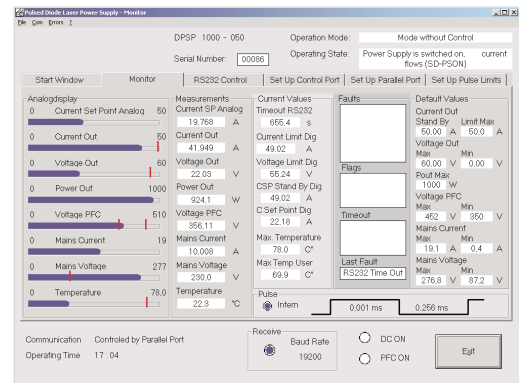 Pulsed Diode Laser Power Supply - Monitor
File Com Errors ?
DPSP 1000 - 050
Operation Mode: Mode without Control
Serial Number: 00086
Operating State: Power Supply is switched on, current flows (SD-PSON)
Start Window Monitor RS232 Control Set Up Control Port Set Up Parallel Port Set Up Pulse Limits
Analogdisplay
0 Current Set Point Analog 50
0 Current Out 50
0 Voltage Out 60
0 Power Out 1000
0 Voltage PFC 510
0 Mains Current 19
0 Mains Voltage 277
0 Temperature 78.0
Measurements
Current SP Analog
19,768 A
Current Out
41,949 A
Voltage Out
22,03 V
Power Out
924,1 W
Voltage PFC
356,11 V
Mains Current
10,008 A
Mains Voltage
230,0 V
Temperature
22.3 °C
Current Values
Timeout RS232
655,4 s
Current Limit Dig
49.02 A
Voltage Limit Dig
55,24 V
CSP Stand By Dig
49.02 A
C Set Point Dig
22,18 A
Max. Temperature
78,0 C°
Max Temp User
69.9 C°
Faults
Flags
Timeout
Last Fault
RS232 Time Out
Default Values
Current Out
Stand By Limit Max
50,00 A 50,0 A
Voltage Out
Max Min
60,00 V 0,00 V
Pout Max
1000 W
Voltage PFC
Max Min
452 V 350 V
Mains Current
Max Min
19,1 A 0,4 A
Mains Voltage
Max Min
276,8 V 87,2 V
Pulse
Intern 0.001 ms 0,256 ms
Communication Controled by Parallel Port
Operating Time 17 : 04
Receive
Baud Rate
19200
DC ON
PFC ON
Exit